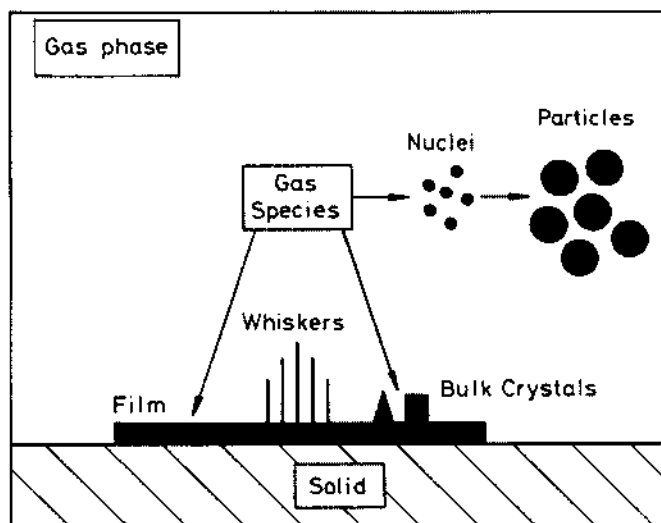 Gas phase
Particles
Nuclei
Gas
Species
Whiskers
Film
Bulk Crystals
Solid